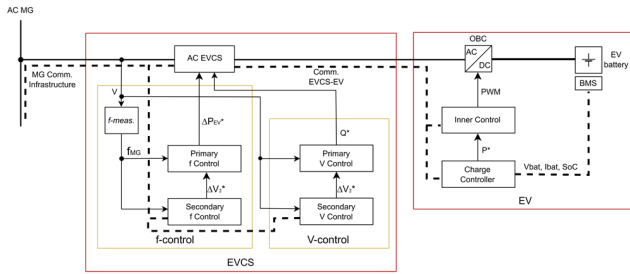 AC MG
MG Comm.
Infrastructure
AC EVCS
Comm.
EVCS-EV
V
f-meas.
fMG
ΔPEV*
Q*
Primary
f Control
ΔV2*
Secondary
f Control
f-control
Primary
V Control
ΔV2*
Secondary
V Control
V-control
EVCS
OBC
AC
DC
EV
battery
BMS
PWM
Inner Control
P*
Charge
Controller
Vbat, Ibat, SoC
EV